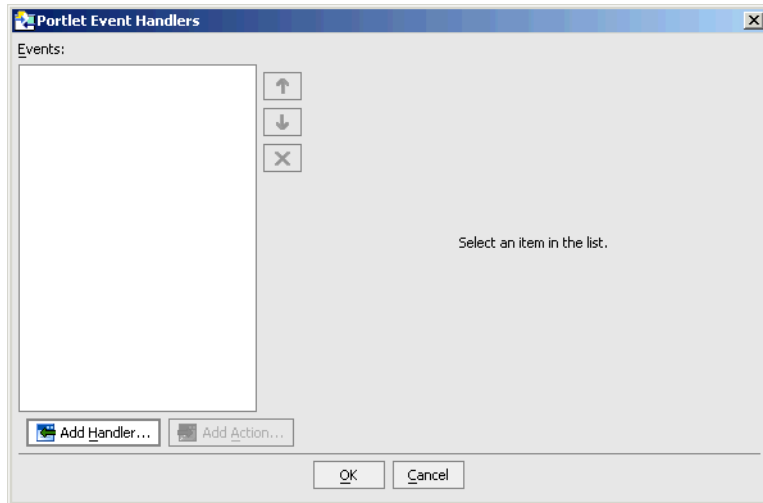 Portlet Event Handlers
Events:
Select an item in the list.
Add Handler...
Add Action...
OK
Cancel